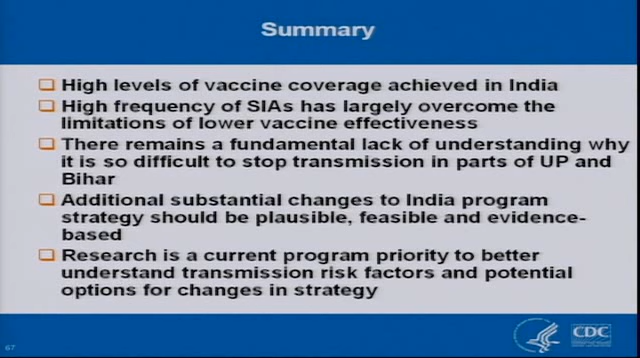 Summary
High levels of vaccine coverage achieved in India
High frequency of SIAs has largely overcome the
limitations of lower vaccine effectiveness
There remains a fundamental lack of understanding why
it is so difficult to stop transmission in parts of UP and
Bihar
Additional substantial changes to India program
strategy should be plausible, feasible and evidence-
based
Research is a current program priority to better
understand transmission risk factors and potential
options for changes in strategy
67
CDC